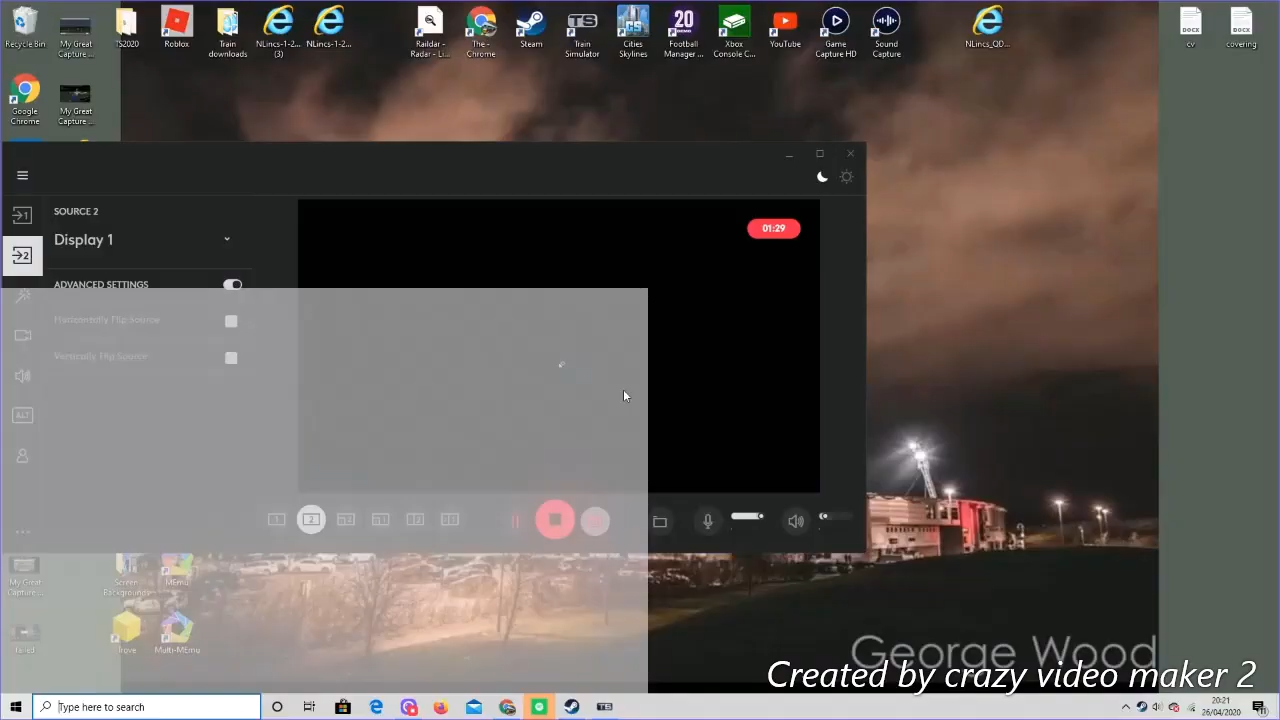 Recycle Bin
My Great Capture ...
TS2020
Roblox
Train downloads
NLincs-1-2... (3)
NLincs-1-2...
Raildar - Radar - Li...
The - Chrome
Steam
Train Simulator
Cities Skylines
Football Manager ...
Xbox Console C...
YouTube
Game Capture HD
Sound Capture
NLincs_QD...
cv
covering
Google Chrome
My Great Capture ...
SOURCE 2
Display 1
01:29
ADVANCED SETTINGS
Horizontally Flip Source
Vertically Flip Source
ALT
My Great Capture ...
Screen Backgrounds
MEmu
Trove
Multi-MEmu
George Wood
Created by crazy video maker 2
Type here to search
20:21
26/04/2020